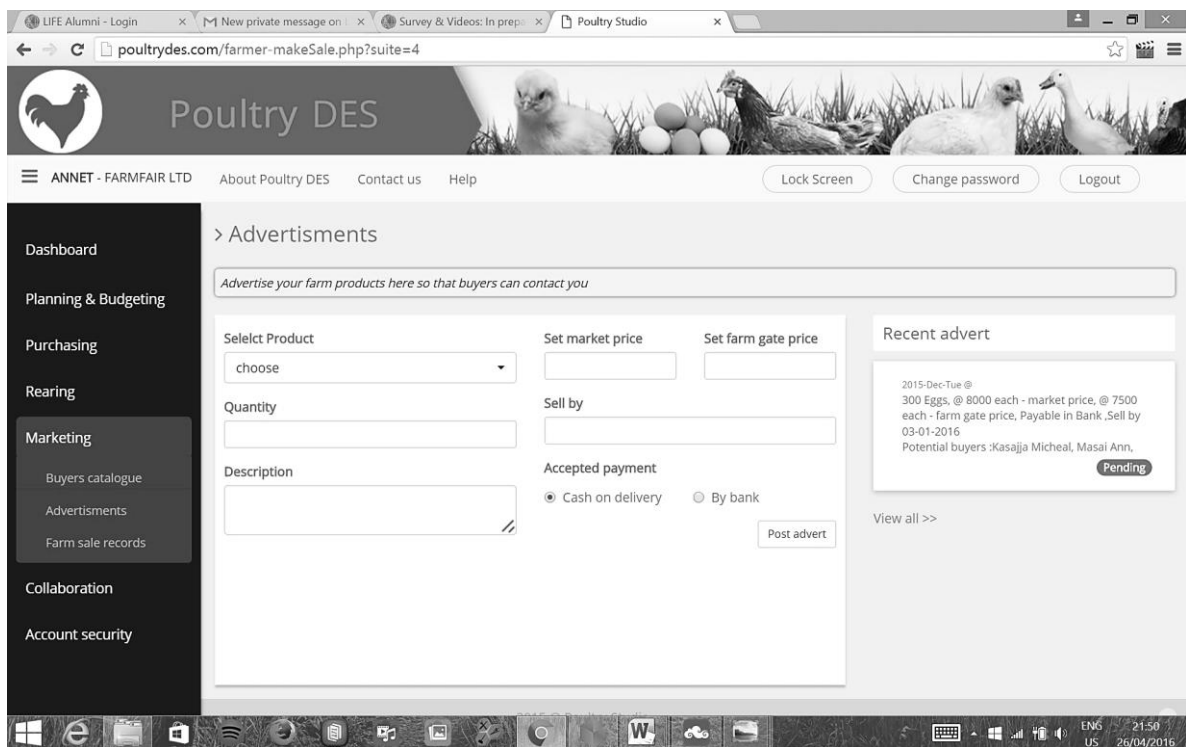 LIFE Alumni - Login
New private message on
Survey & Videos: In prepa
Poultry Studio
poultrydes.com/farmer-makeSale.php?suite=4
Poultry DES
ANNET - FARMFAIR LTD
About Poultry DES
Contact us
Help
Lock Screen
Change password
Logout
Dashboard
Planning & Budgeting
Purchasing
Rearing
Marketing
Buyers catalogue
Advertisments
Farm sale records
Collaboration
Account security
> Advertisments
Advertise your farm products here so that buyers can contact you
Selelct Product
choose
Quantity
Description
Set market price
Set farm gate price
Sell by
Accepted payment
Cash on delivery
By bank
Post advert
Recent advert
2015-Dec-Tue @
300 Eggs, @ 8000 each - market price, @ 7500
each - farm gate price, Payable in Bank ,Sell by
03-01-2016
Potential buyers :Kasajja Micheal, Masai Ann,
Pending
View all >>
ENG
US
21:50
26/04/2016